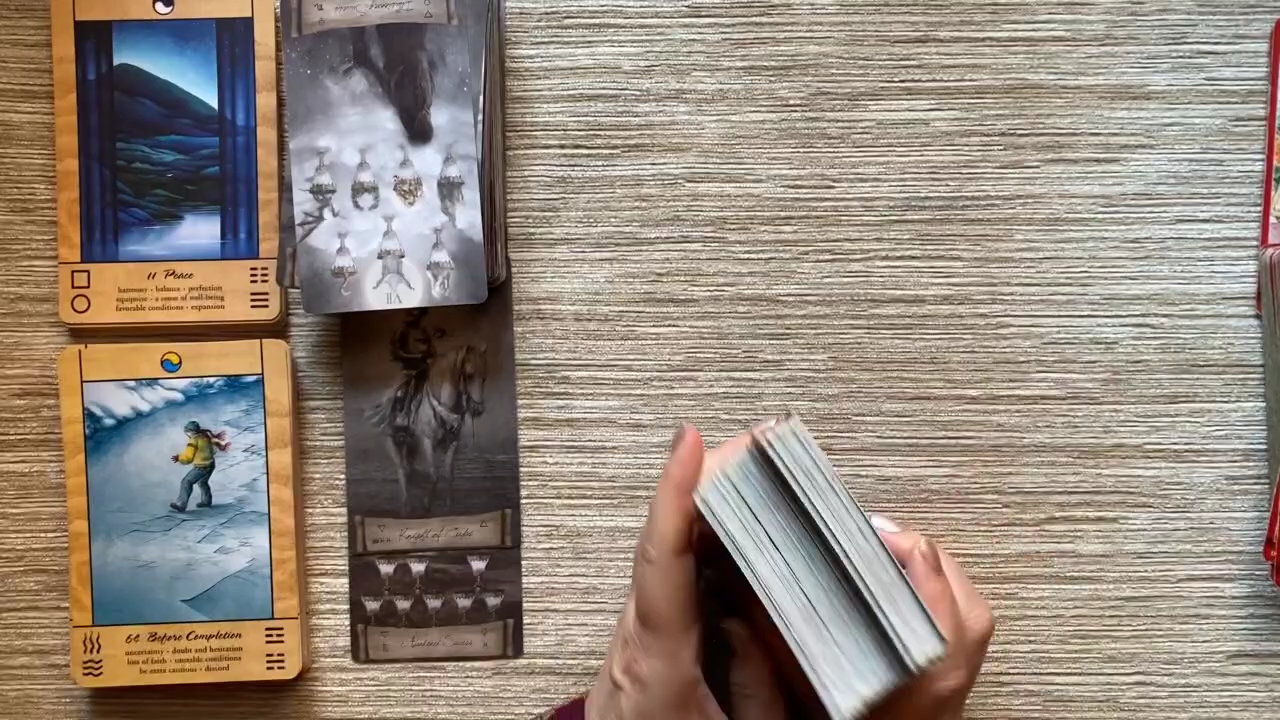 11 Peace
harmony - balance - perfection
equipoise - a sense of well-being
favorable conditions - expansion
VII
Knight of Cups
64 Before Completion
uncertainty - doubt and hesitation
loss of faith - unstable conditions
be extra cautious - discord